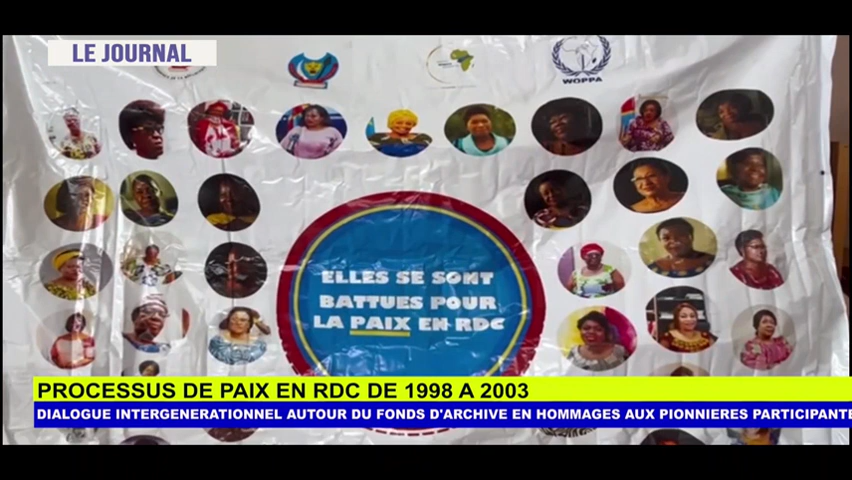 LE JOURNAL
WOPPA
ELLES SE SONT
BATTUES POUR
LA PAIX EN RDC
PROCESSUS DE PAIX EN RDC DE 1998 A 2003
DIALOGUE INTERGENERATIONNEL AUTOUR DU FONDS D'ARCHIVE EN HOMMAGES AUX PIONNIERES PARTICIPANTE